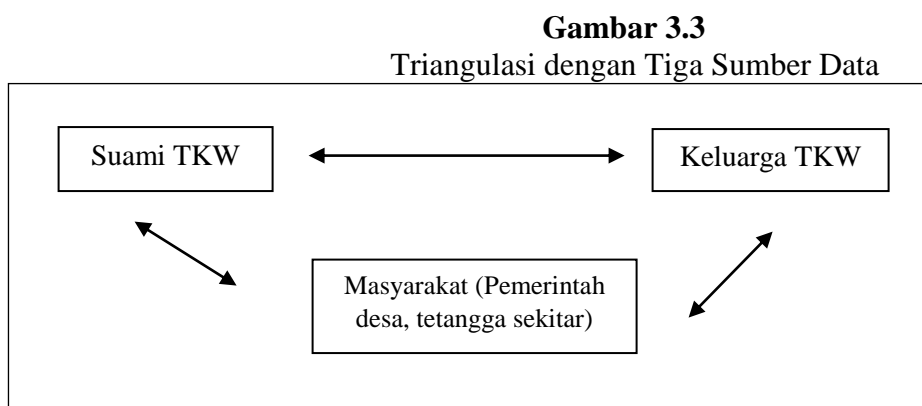 Gambar 3.3
Triangulasi dengan Tiga Sumber Data
Suami TKW
Keluarga TKW
Masyarakat (Pemerintah
desa, tetangga sekitar)